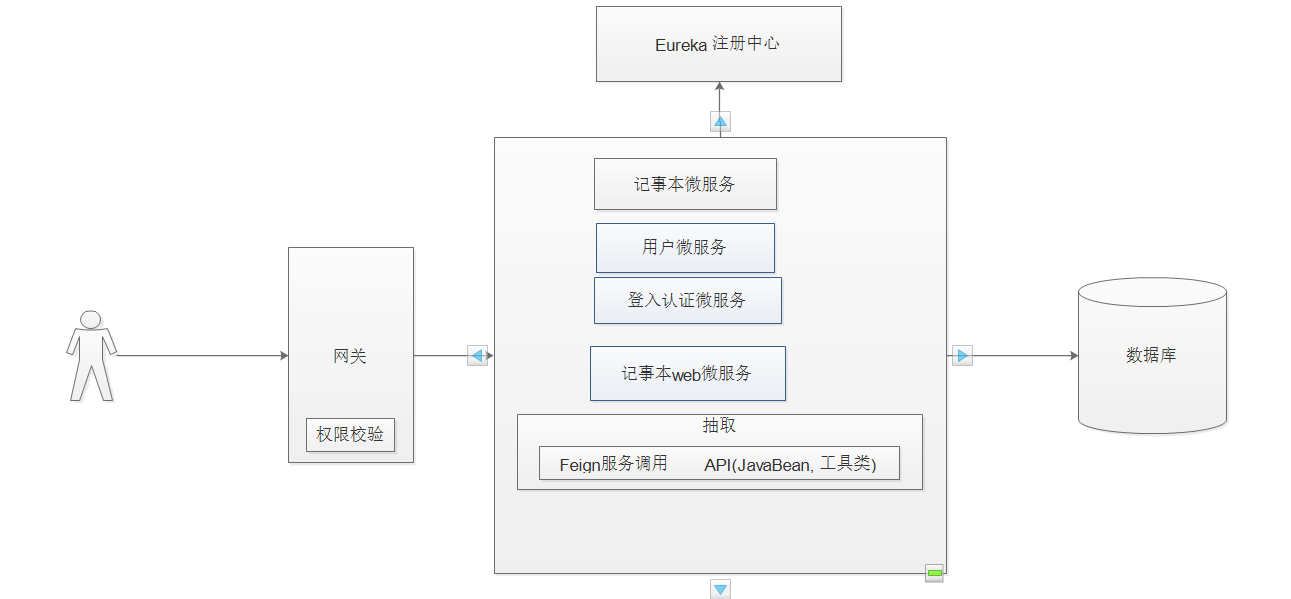 Eureka 注册中心
记事本微服务
用户微服务
登入认证微服务
网关
数据库
记事本web微服务
抽取
权限校验
Feign服务调用 API(JavaBean, 工具类)